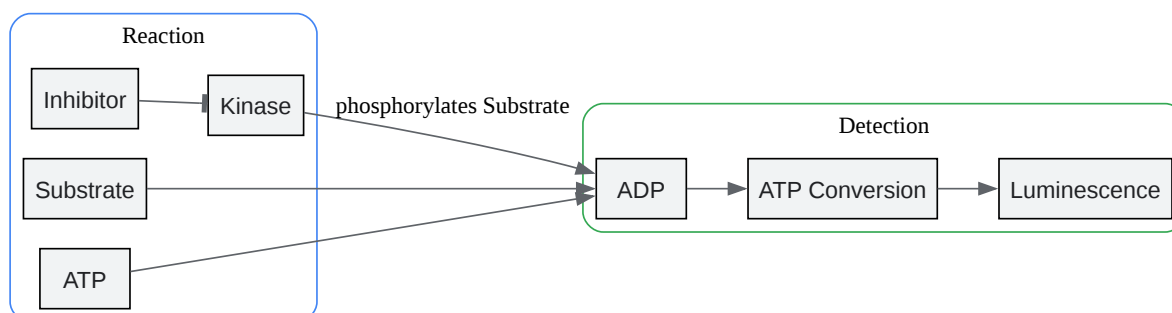 Reaction
Inhibitor
Kinase
phosphorylates Substrate
Detection
Substrate
ADP
ATP Conversion
Luminescence
ATP